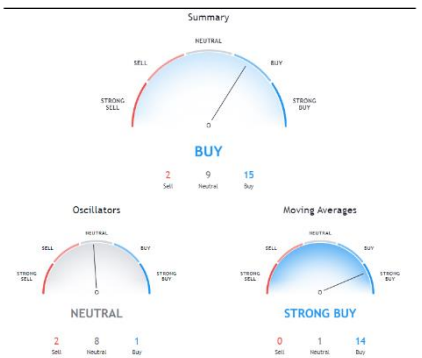 Summary
NEUTRAL
SELL BUY
STRONG SELL STRONG BUY
0
BUY
2 9 15
Sell Neutral Buy
Oscillators Moving Averages
NEUTRAL NEUTRAL
SELL BUY SELL BUY
STRONG SELL STRONG BUY STRONG SELL STRONG BUY
0 0
NEUTRAL STRONG BUY
2 8 1 0 1 14
Sell Neutral Buy Sell Neutral Buy